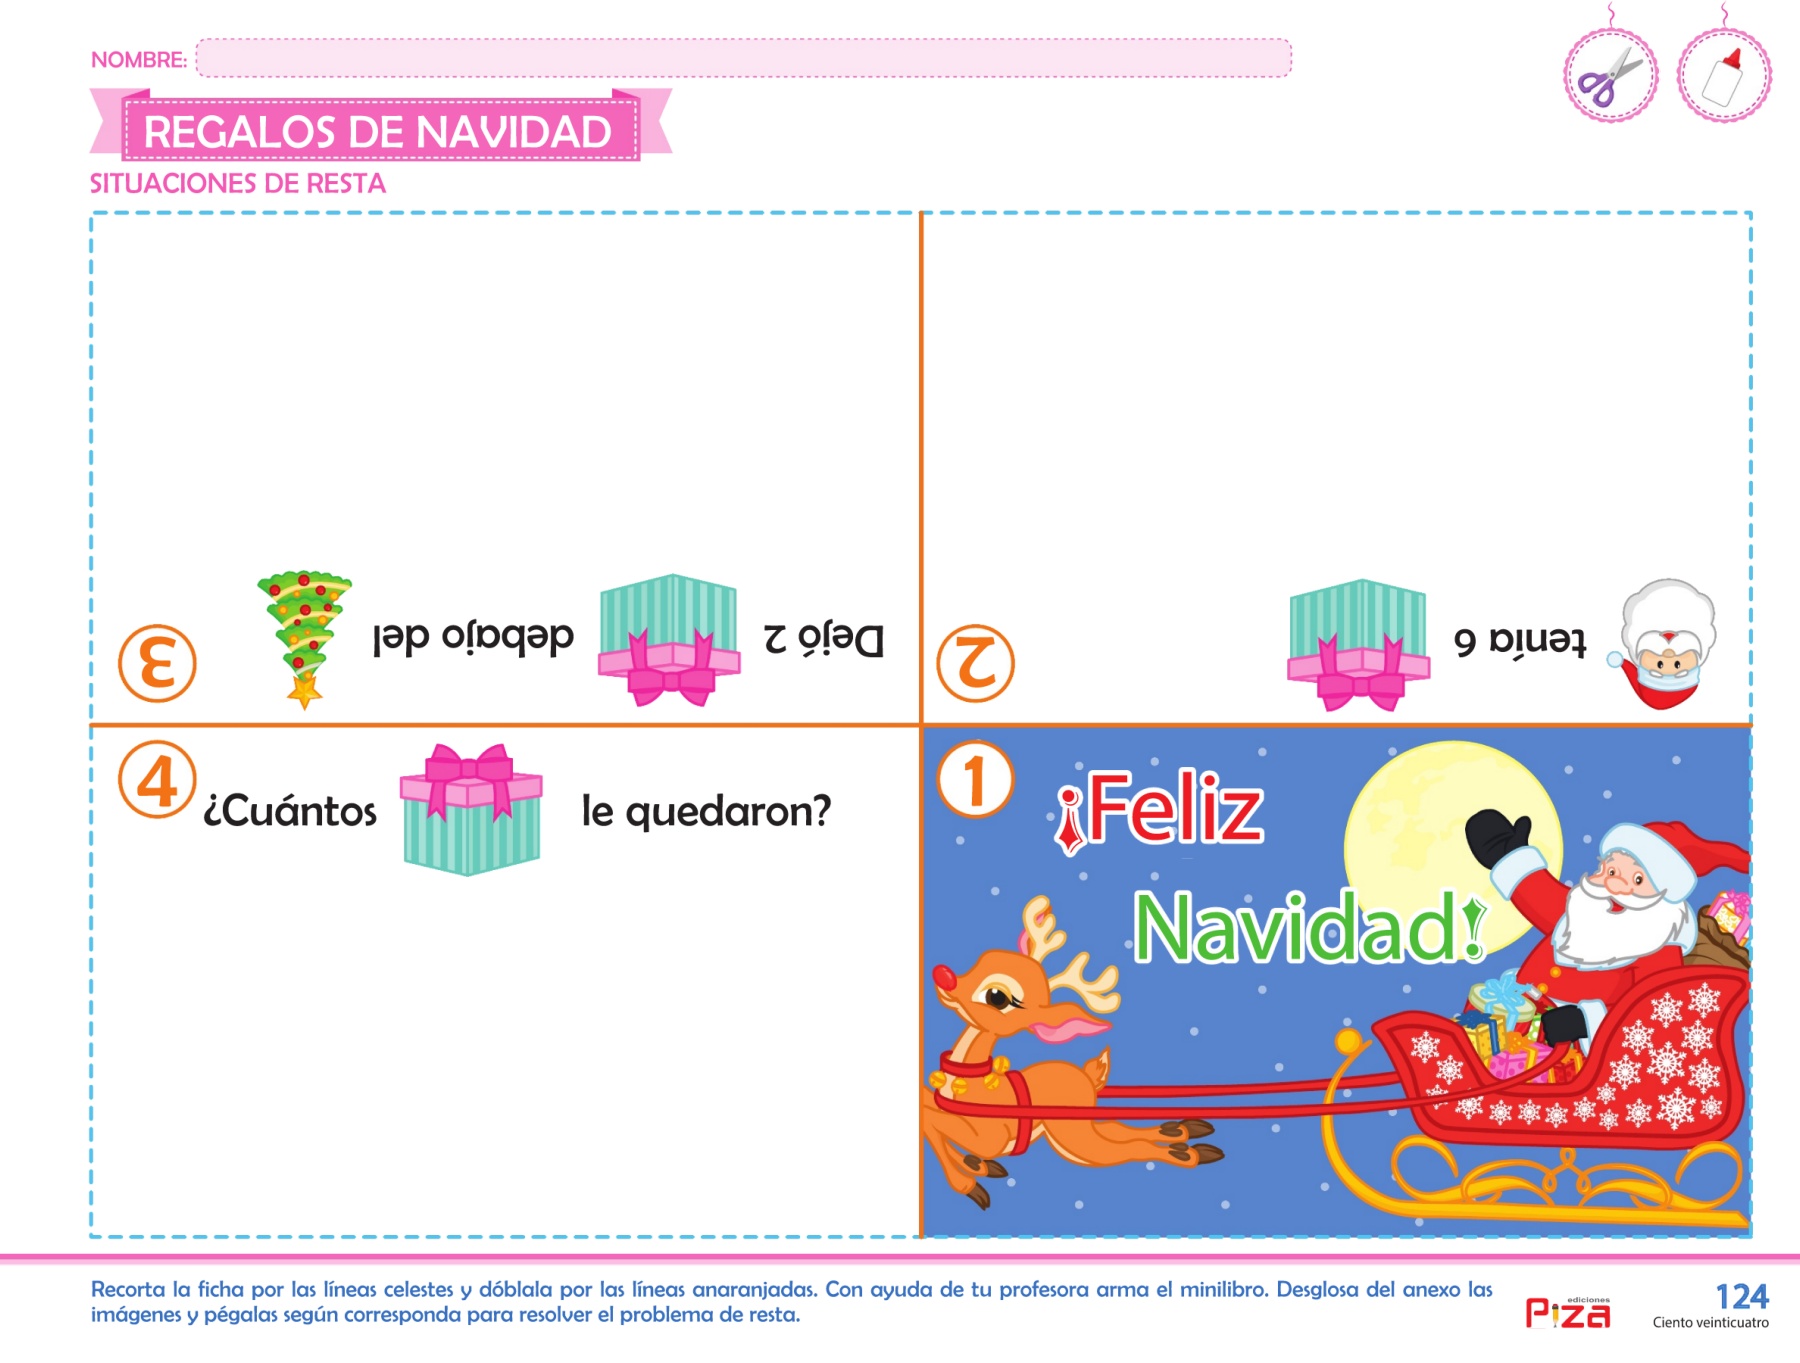 NOMBRE:
REGALOS DE NAVIDAD
SITUACIONES DE RESTA
3
Dejó 2 debajo del
2
tenía 6
4
¿Cuántos le quedaron?
1
¡Feliz
Navidad!
Recorta la ficha por las líneas celestes y dóblala por las líneas anaranjadas. Con ayuda de tu profesora arma el minilibro. Desglosa del anexo las
imágenes y pégalas según corresponda para resolver el problema de resta.
ediciones
Piza
124
Ciento veinticuatro